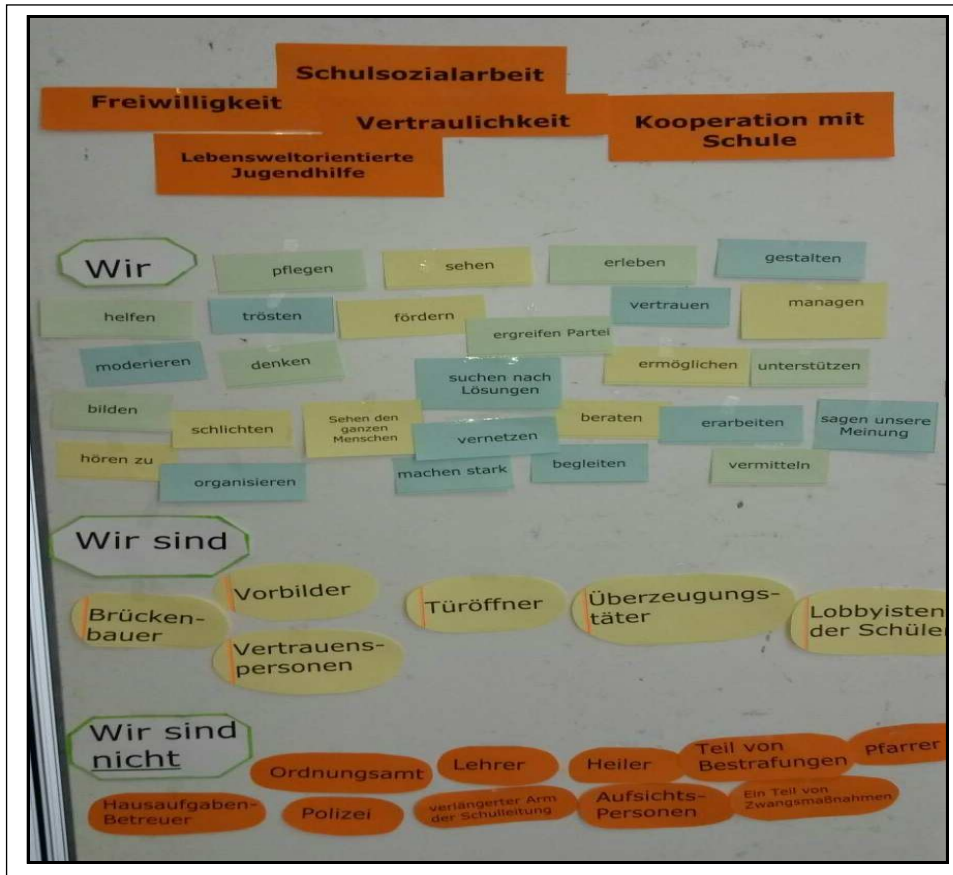 Schulsozialarbeit
Freiwilligkeit
Vertraulichkeit
Kooperation mit
Schule
Lebensweltorientierte
Jugendhilfe
Wir
pflegen
sehen
erleben
gestalten
helfen
trösten
fördern
ergreifen Partei
vertrauen
managen
moderieren
denken
suchen nach
Lösungen
ermöglichen
unterstützen
bilden
schlichten
Sehen den
ganzen
Menschen
vernetzen
beraten
erarbeiten
sagen unsere
Meinung
hören zu
organisieren
machen stark
begleiten
vermitteln
Wir sind
Brücken-
bauer
Vorbilder
Vertrauens-
personen
Türöffner
Überzeugungs-
täter
Lobbyisten
der Schüle
Wir sind
nicht
Ordnungsamt
Lehrer
Heiler
Teil von
Bestrafungen
Pfarrer
Hausaufgaben-
Betreuer
Polizei
verlängerter Arm
der Schulleitung
Aufsichts-
Personen
Ein Teil von
Zwangsmaßnahmen